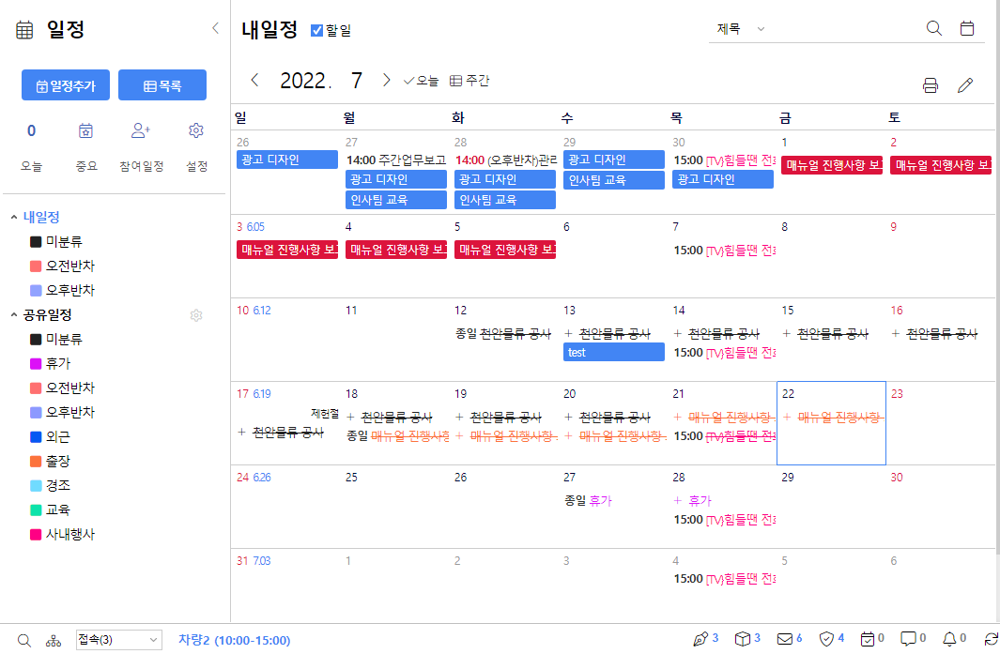 일정
일정추가 목록
0
오늘 중요 참여일정 설정
내일정
미분류
오전반차
오후반차
공유일정
미분류
휴가
오전반차
오후반차
외근
출장
경조
교육
사내행사
내일정 할일
제목
2022. 7 오늘 주간
일 월 화 수 목 금 토
26 27 28 29 30 1 2
광고 디자인 14:00 주간업무보고 14:00 (오후반차)관리 광고 디자인 15:00 [TV]힘들땐 전화 매뉴얼 진행사항 보고 매뉴얼 진행사항 보고
광고 디자인 광고 디자인 인사팀 교육 광고 디자인
인사팀 교육 인사팀 교육
3 6.05 4 5 6 7 8 9
매뉴얼 진행사항 보고 매뉴얼 진행사항 보고 매뉴얼 진행사항 보고 15:00 [TV]힘들땐 전화
10 6.12 11 12 13 14 15 16
종일 천안물류 공사 + 천안물류 공사 + 천안물류 공사 + 천안물류 공사 + 천안물류 공사
test 15:00 [TV]힘들땐 전화
17 6.19 18 19 20 21 22 23
제헌절
+ 천안물류 공사 + 천안물류 공사 + 천안물류 공사 + 천안물류 공사 + 매뉴얼 진행사항 + 매뉴얼 진행사항
종일 매뉴얼 진행사항 + 매뉴얼 진행사항 + 매뉴얼 진행사항 15:00 [TV]힘들땐 전화
24 6.26 25 26 27 28 29 30
종일 휴가 + 휴가
15:00 [TV]힘들땐 전화
31 7.03 1 2 3 4 5 6
15:00 [TV]힘들땐 전화
접속(3) 차량2 (10:00-15:00) 3 3 6 4 0 0 0